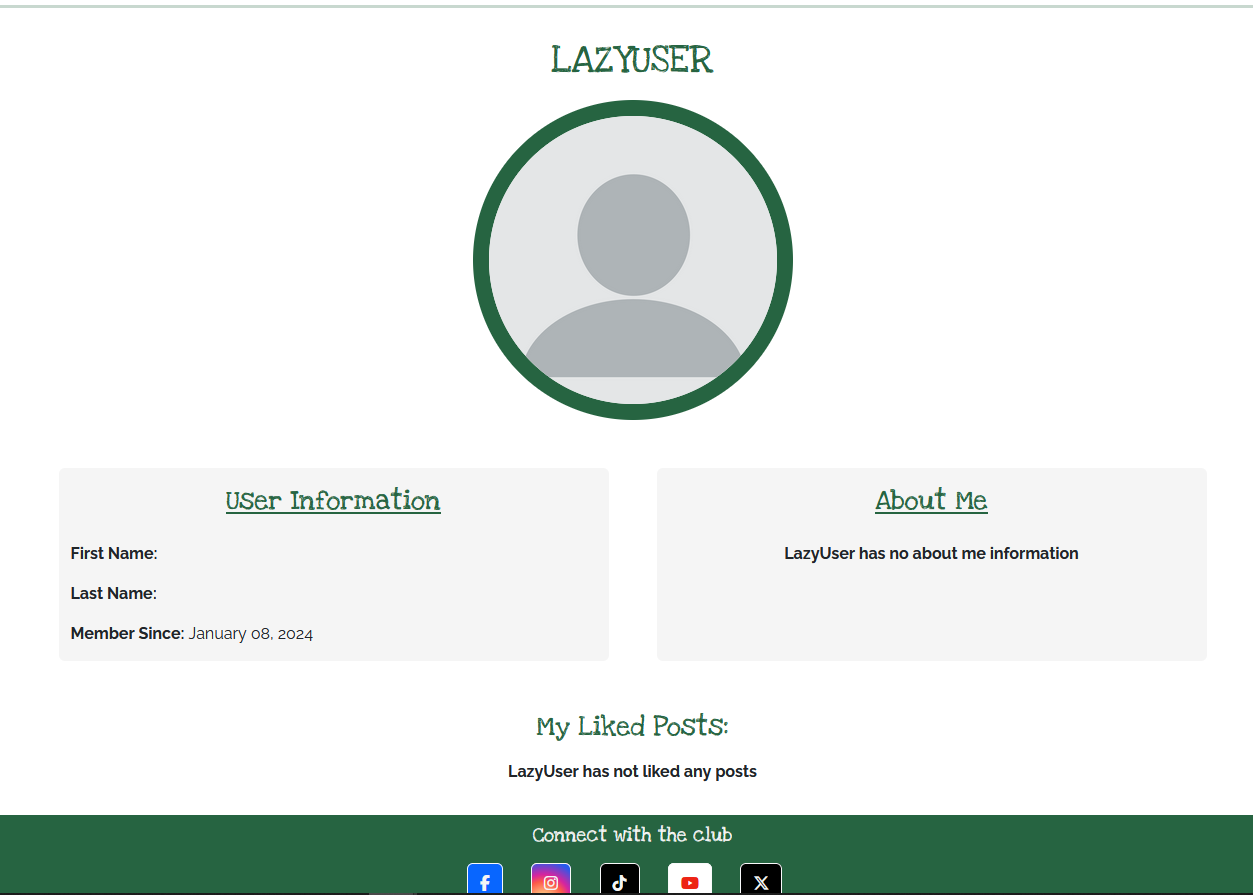 LAZYUSER
User Information
First Name:
Last Name:
Member Since: January 08, 2024
About Me
LazyUser has no about me information
My Liked Posts:
LazyUser has not liked any posts
Connect with the club